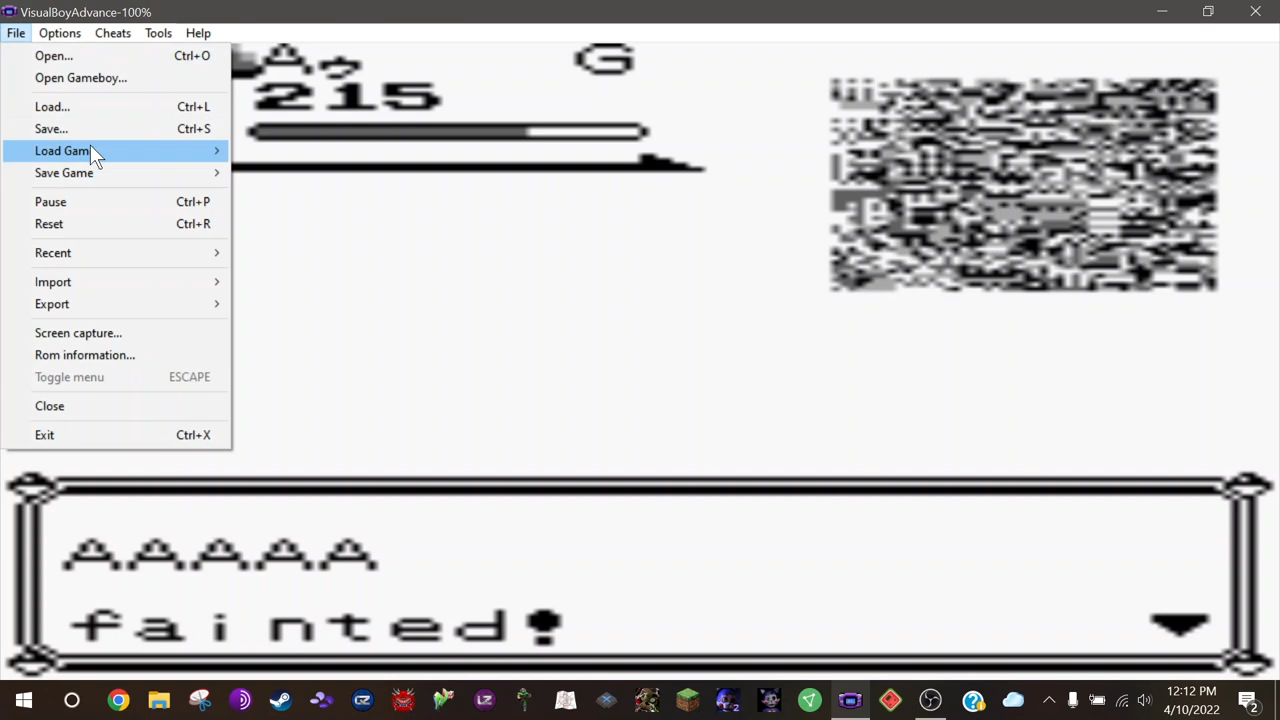 VisualBoyAdvance-100%
File Options Cheats Tools Help
Open... Ctrl+O
Open Gameboy...
Load... Ctrl+L
Save... Ctrl+S
Load Gam
Save Game
Pause Ctrl+P
Reset Ctrl+R
Recent
Import
Export
Screen capture...
Rom information...
Toggle menu ESCAPE
Close
Exit Ctrl+X
A, G
215
AAAAA
fainted!
12:12 PM
4/10/2022
2